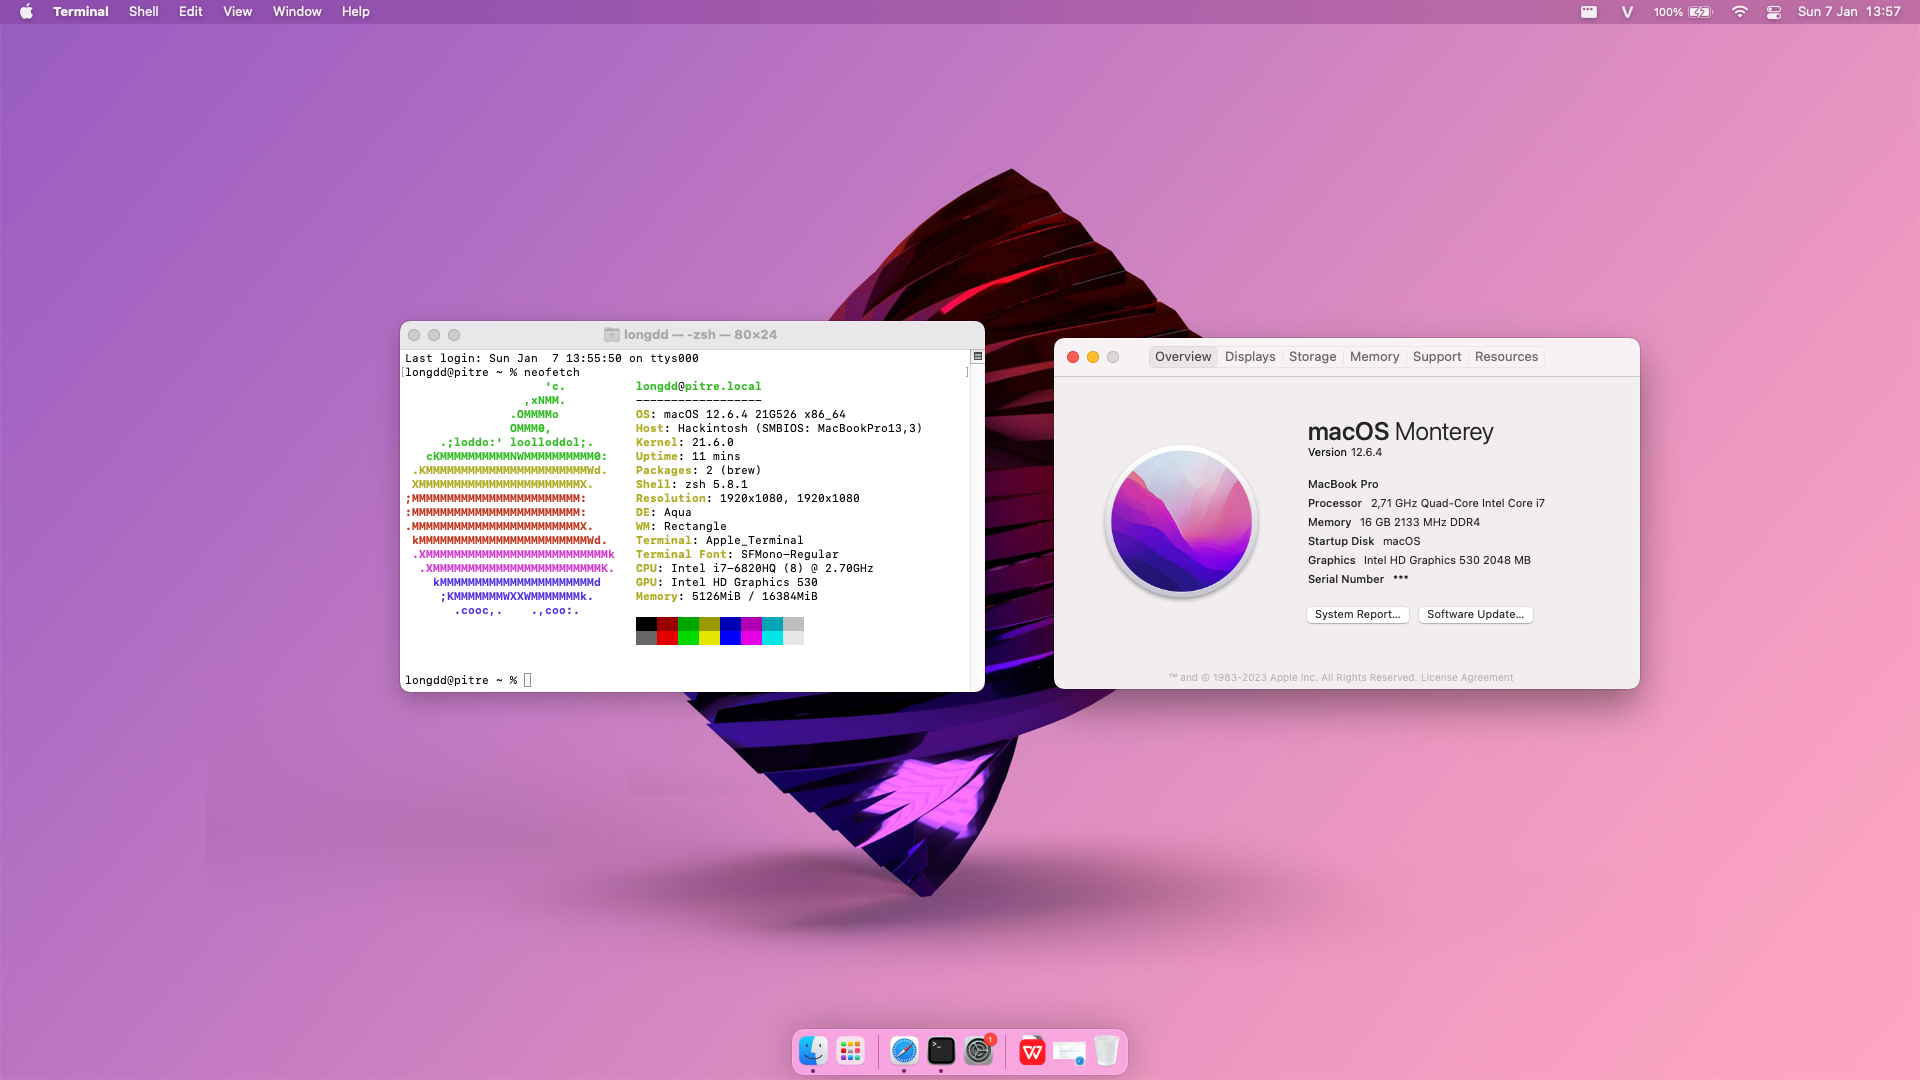 Terminal Shell Edit View Window Help
V 100% Sun 7 Jan 13:57
longdd — -zsh — 80×24
Last login: Sun Jan  7 13:55:50 on ttys000
[longdd@pitre ~ % neofetch ]
'c.
,xNMM.
.OMMMMo
OMMM0,
.;loddo:' loolloddol;.
cKMMMMMMMMMMNWMMMMMMMMMM0:
.KMMMMMMMMMMMMMMMMMMMMMMMWd.
XMMMMMMMMMMMMMMMMMMMMMMMX.
;MMMMMMMMMMMMMMMMMMMMMMMM:
:MMMMMMMMMMMMMMMMMMMMMMMM:
.MMMMMMMMMMMMMMMMMMMMMMMMX.
kMMMMMMMMMMMMMMMMMMMMMMMMWd.
.XMMMMMMMMMMMMMMMMMMMMMMMMMMk
.XMMMMMMMMMMMMMMMMMMMMMMMMK.
kMMMMMMMMMMMMMMMMMMMMMMd
;KMMMMMMMWXXWMMMMMMMk.
.cooc,.    .,coo:.
longdd@pitre.local
------------------
OS: macOS 12.6.4 21G526 x86_64
Host: Hackintosh (SMBIOS: MacBookPro13,3)
Kernel: 21.6.0
Uptime: 11 mins
Packages: 2 (brew)
Shell: zsh 5.8.1
Resolution: 1920x1080, 1920x1080
DE: Aqua
WM: Rectangle
Terminal: Apple_Terminal
Terminal Font: SFMono-Regular
CPU: Intel i7-6820HQ (8) @ 2.70GHz
GPU: Intel HD Graphics 530
Memory: 5126MiB / 16384MiB
longdd@pitre ~ %
Overview Displays Storage Memory Support Resources
macOS Monterey
Version 12.6.4
MacBook Pro
Processor 2,71 GHz Quad-Core Intel Core i7
Memory 16 GB 2133 MHz DDR4
Startup Disk macOS
Graphics Intel HD Graphics 530 2048 MB
Serial Number ***
System Report... Software Update...
™ and © 1983-2023 Apple Inc. All Rights Reserved. License Agreement
1
W